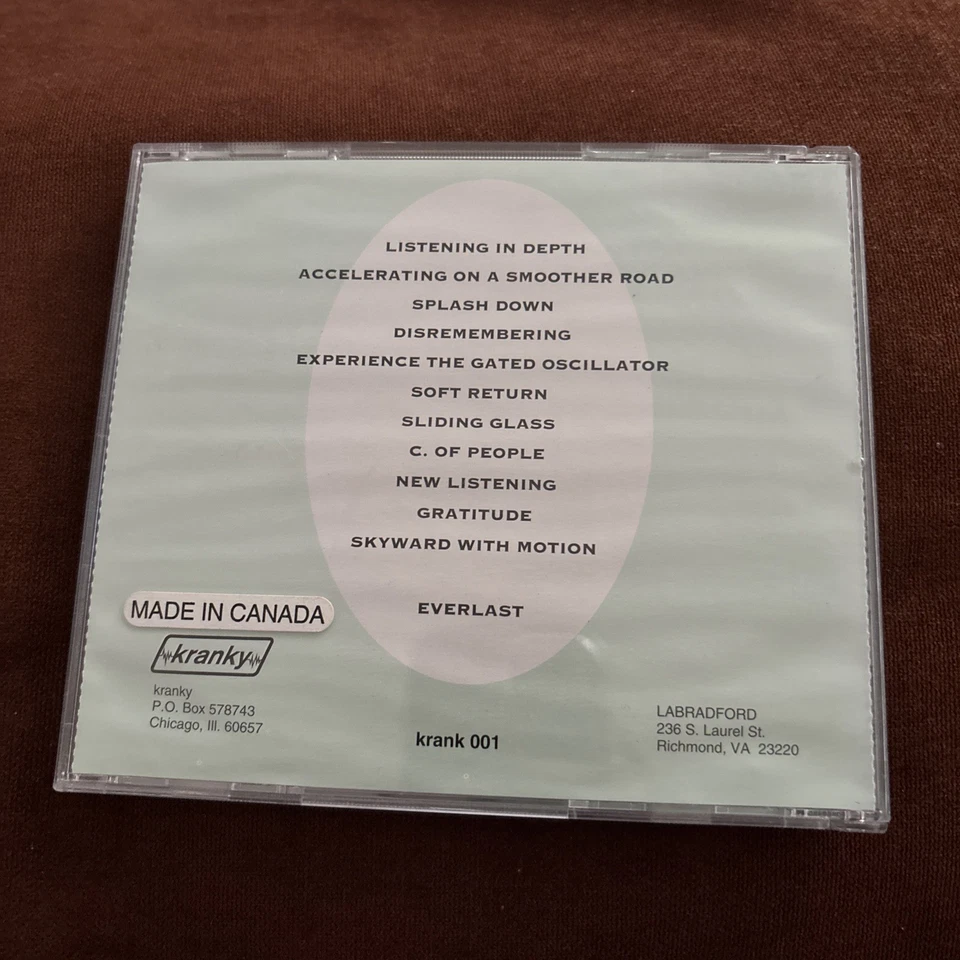 LISTENING IN DEPTH
ACCELERATING ON A SMOOTHER ROAD
SPLASH DOWN
DISREMEMBERING
EXPERIENCE THE GATED OSCILLATOR
SOFT RETURN
SLIDING GLASS
C. OF PEOPLE
NEW LISTENING
GRATITUDE
SKYWARD WITH MOTION
EVERLAST
MADE IN CANADA
kranky
kranky
P.O. Box 578743
Chicago, Ill. 60657
krank 001
LABRADFORD
236 S. Laurel St.
Richmond, VA 23220